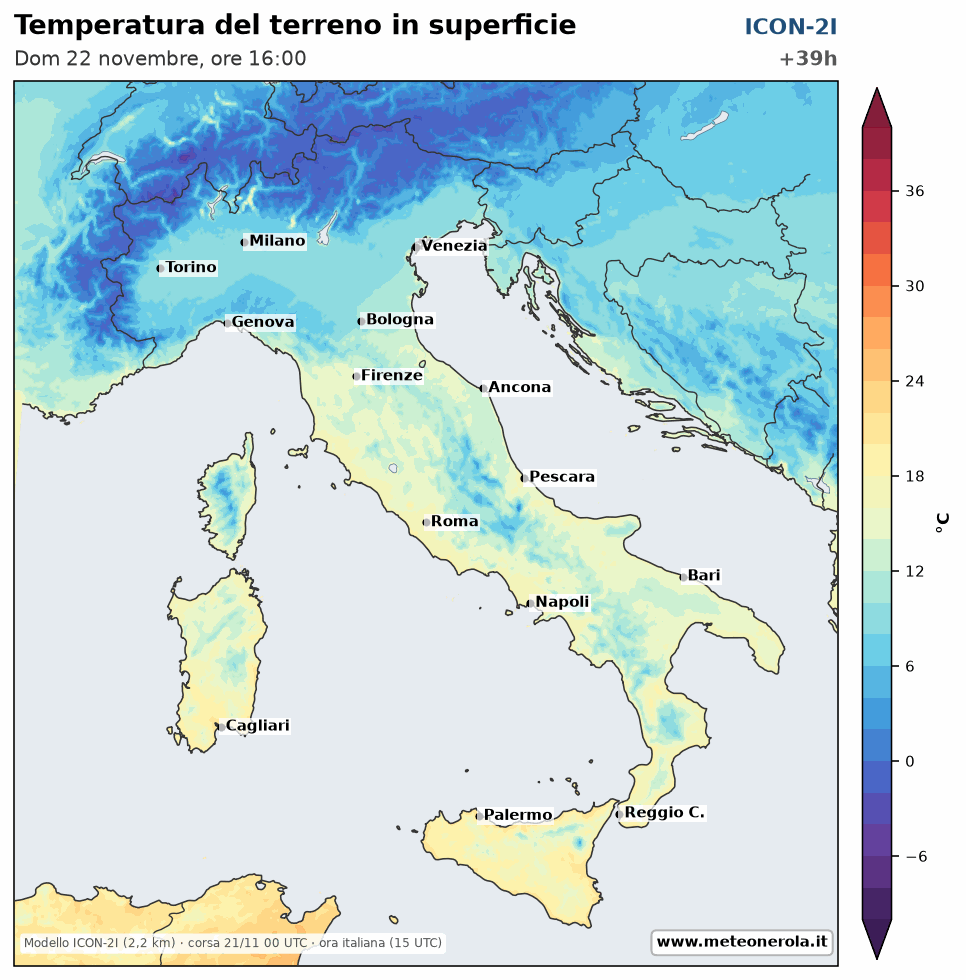 Temperatura del terreno in superficie
ICON-2I
Dom 22 novembre, ore 16:00
+39h
Milano
Venezia
Torino
Genova
Bologna
Firenze
Ancona
Pescara
Roma
Bari
Napoli
Cagliari
Palermo
Reggio C.
36
30
24
18
12
6
0
−6
°C
Modello ICON-2I (2,2 km) · corsa 21/11 00 UTC · ora italiana (15 UTC)
www.meteonerola.it